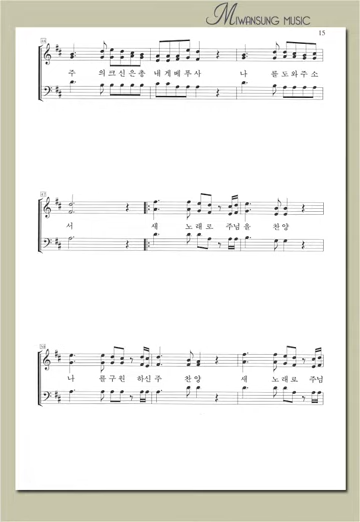 MIWANSUNG MUSIC
15
주 의크신은총 내게베푸사 나 를도와주소
서 새 노래로 주님을 찬양
나 를구원 하신주 찬양 새 노래로 주님